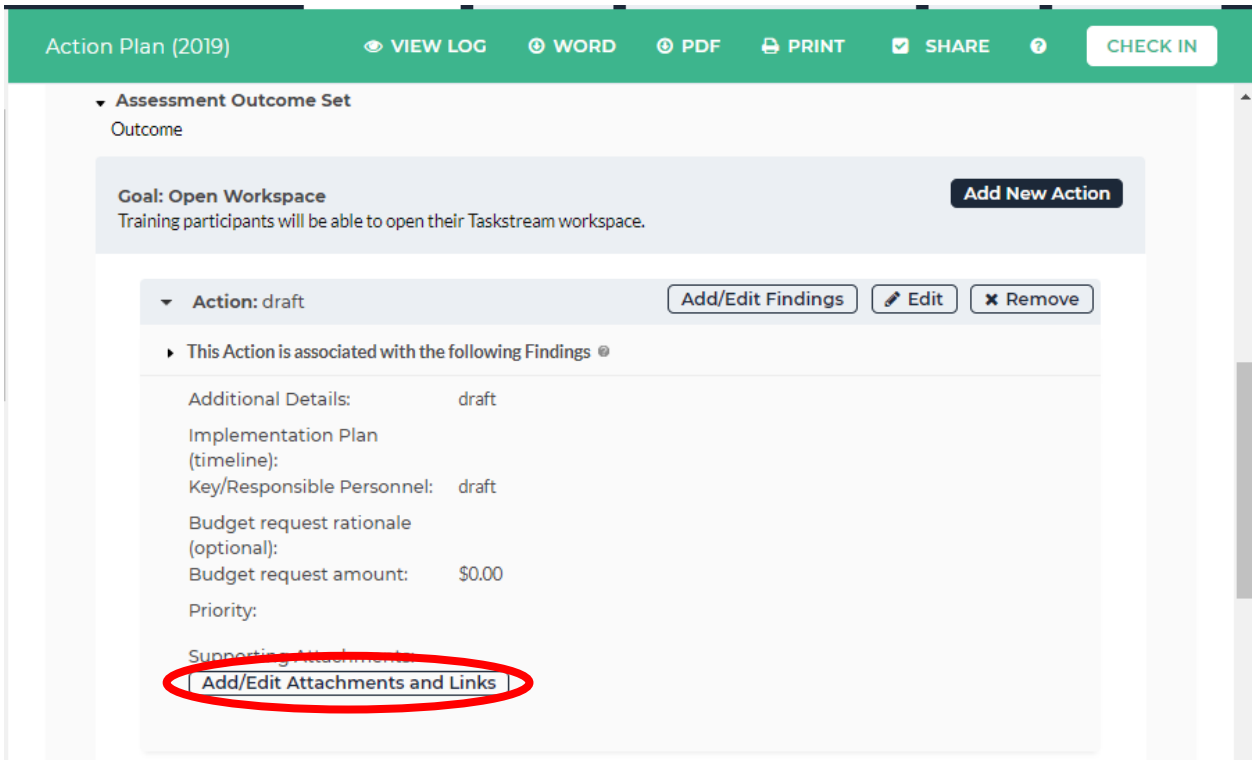 Action Plan (2019) VIEW LOG WORD PDF PRINT SHARE CHECK IN
Assessment Outcome Set
Outcome
Goal: Open Workspace Add New Action
Training participants will be able to open their Taskstream workspace.
Action: draft Add/Edit Findings Edit Remove
This Action is associated with the following Findings
Additional Details: draft
Implementation Plan
(timeline):
Key/Responsible Personnel: draft
Budget request rationale
(optional):
Budget request amount: $0.00
Priority:
Supporting Attachments:
Add/Edit Attachments and Links